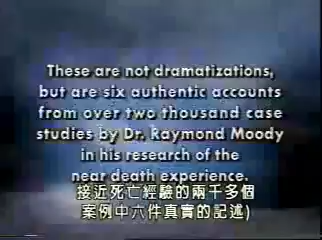 These are not dramatizations,
but are six authentic accounts
from over two thousand case
studies by Dr. Raymond Moody
in his research of the
near death experience.
接近死亡經驗的兩千多個
案例中六件真實的記述)